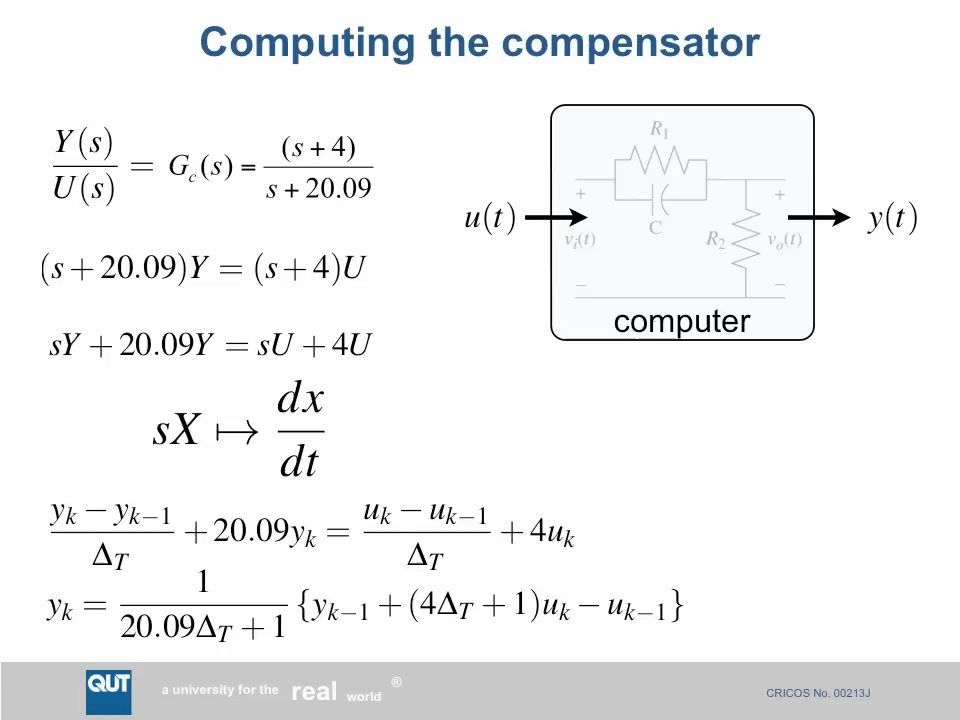 Computing the compensator
Y(s)/U(s) = G_c(s) = (s + 4)/(s + 20.09)
(s + 20.09)Y = (s + 4)U
sY + 20.09Y = sU + 4U
sX ↦ dx/dt
(y_k − y_{k−1})/Δ_T + 20.09y_k = (u_k − u_{k−1})/Δ_T + 4u_k
y_k = 1/(20.09Δ_T + 1) {y_{k−1} + (4Δ_T + 1)u_k − u_{k−1}}
R_1
u(t)
+
+
y(t)
C
v_i(t)
R_2
v_o(t)
−
−
computer
QUT
a university for the real world ®
CRICOS No. 00213J